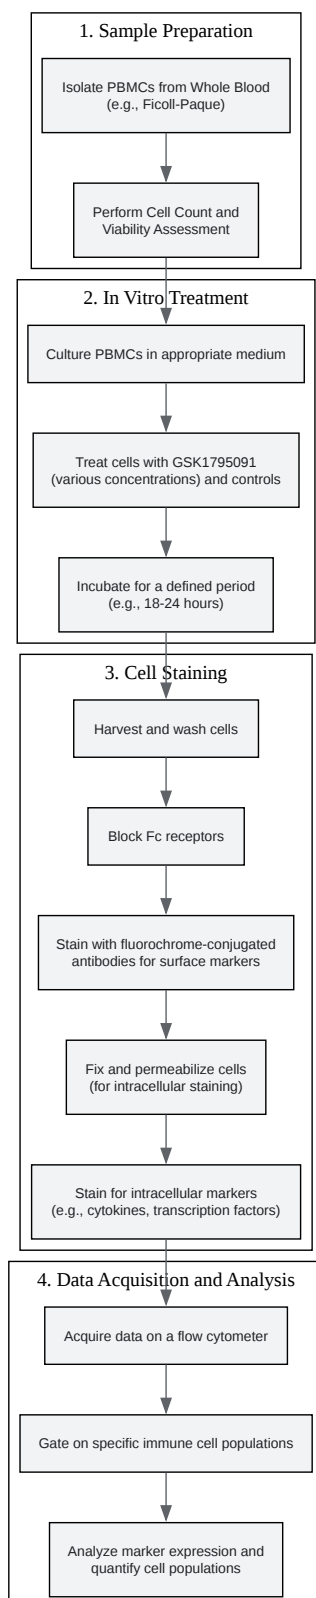 1. Sample Preparation
Isolate PBMCs from Whole Blood
(e.g., Ficoll-Paque)
Perform Cell Count and
Viability Assessment
2. In Vitro Treatment
Culture PBMCs in appropriate medium
Treat cells with GSK1795091
(various concentrations) and controls
Incubate for a defined period
(e.g., 18-24 hours)
3. Cell Staining
Harvest and wash cells
Block Fc receptors
Stain with fluorochrome-conjugated
antibodies for surface markers
Fix and permeabilize cells
(for intracellular staining)
Stain for intracellular markers
(e.g., cytokines, transcription factors)
4. Data Acquisition and Analysis
Acquire data on a flow cytometer
Gate on specific immune cell populations
Analyze marker expression and
quantify cell populations